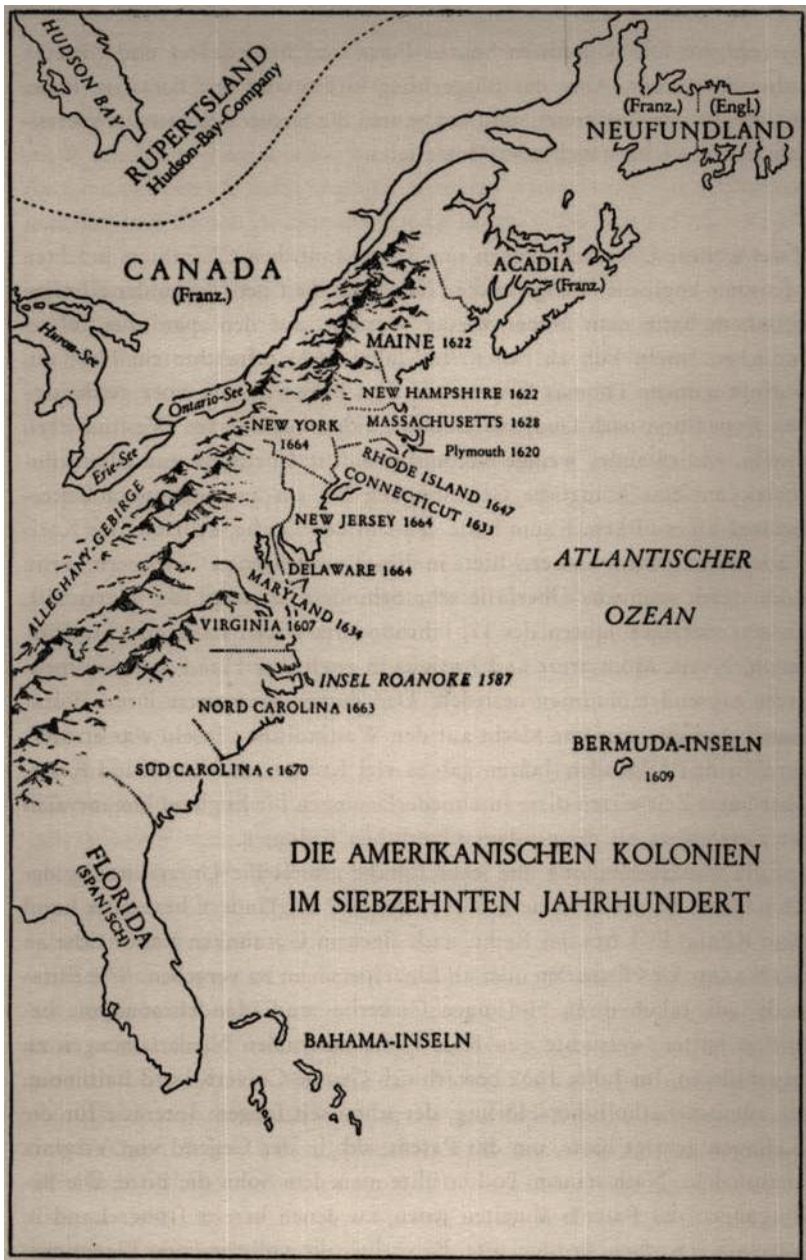 HUDSON BAY
RUPERTSLAND
Hudson-Bay-Company
(Franz.) (Engl.)
NEUFUNDLAND
CANADA
(Franz.)
ACADIA
(Franz.)
Huron-See
MAINE 1622
Ontario-See
NEW HAMPSHIRE 1622
NEW YORK
1664
MASSACHUSETTS 1628
Erie-See
Plymouth 1620
RHODE ISLAND 1647
CONNECTICUT 1633
ALLEGHANY-GEBIRGE
NEW JERSEY 1664
ATLANTISCHER
OZEAN
DELAWARE 1664
MARYLAND 1634
VIRGINIA 1607
INSEL ROANOKE 1587
NORD CAROLINA 1663
BERMUDA-INSELN
1609
SÜD CAROLINA c 1670
DIE AMERIKANISCHEN KOLONIEN
IM SIEBZEHNTEN JAHRHUNDERT
FLORIDA
(SPANISCH)
BAHAMA-INSELN